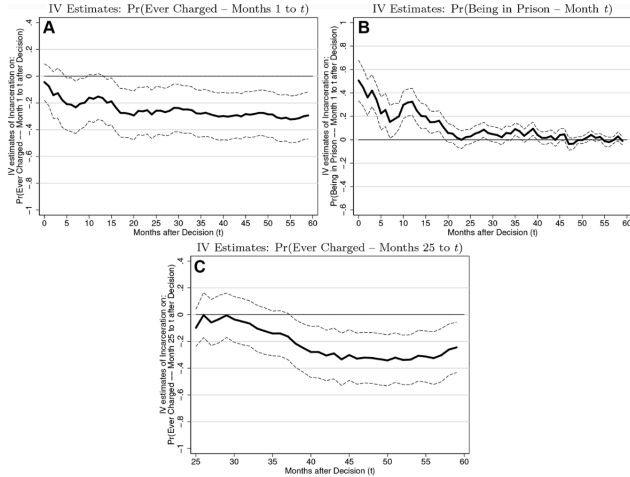 IV Estimates: Pr(Ever Charged – Months 1 to t)
A
IV estimates of Incarceration on:
Pr(Ever Charged –– Month 1 to t after Decision)
.4
.2
0
-.2
-.4
-.6
-.8
-1
0 5 10 15 20 25 30 35 40 45 50 55 60
Months after Decision (t)
IV Estimates: Pr(Being in Prison – Month t)
B
IV estimates of Incarceration on:
Pr(Being in Prison –– Month 1 to t after Decision)
1
.8
.6
.4
.2
0
-.2
-.4
-.6
0 5 10 15 20 25 30 35 40 45 50 55 60
Months after Decision (t)
IV Estimates: Pr(Ever Charged – Months 25 to t)
C
IV estimates of Incarceration on:
Pr(Ever Charged –– Month 25 to t after Decision)
.4
.2
0
-.2
-.4
-.6
-.8
-1
25 30 35 40 45 50 55 60
Months after Decision (t)